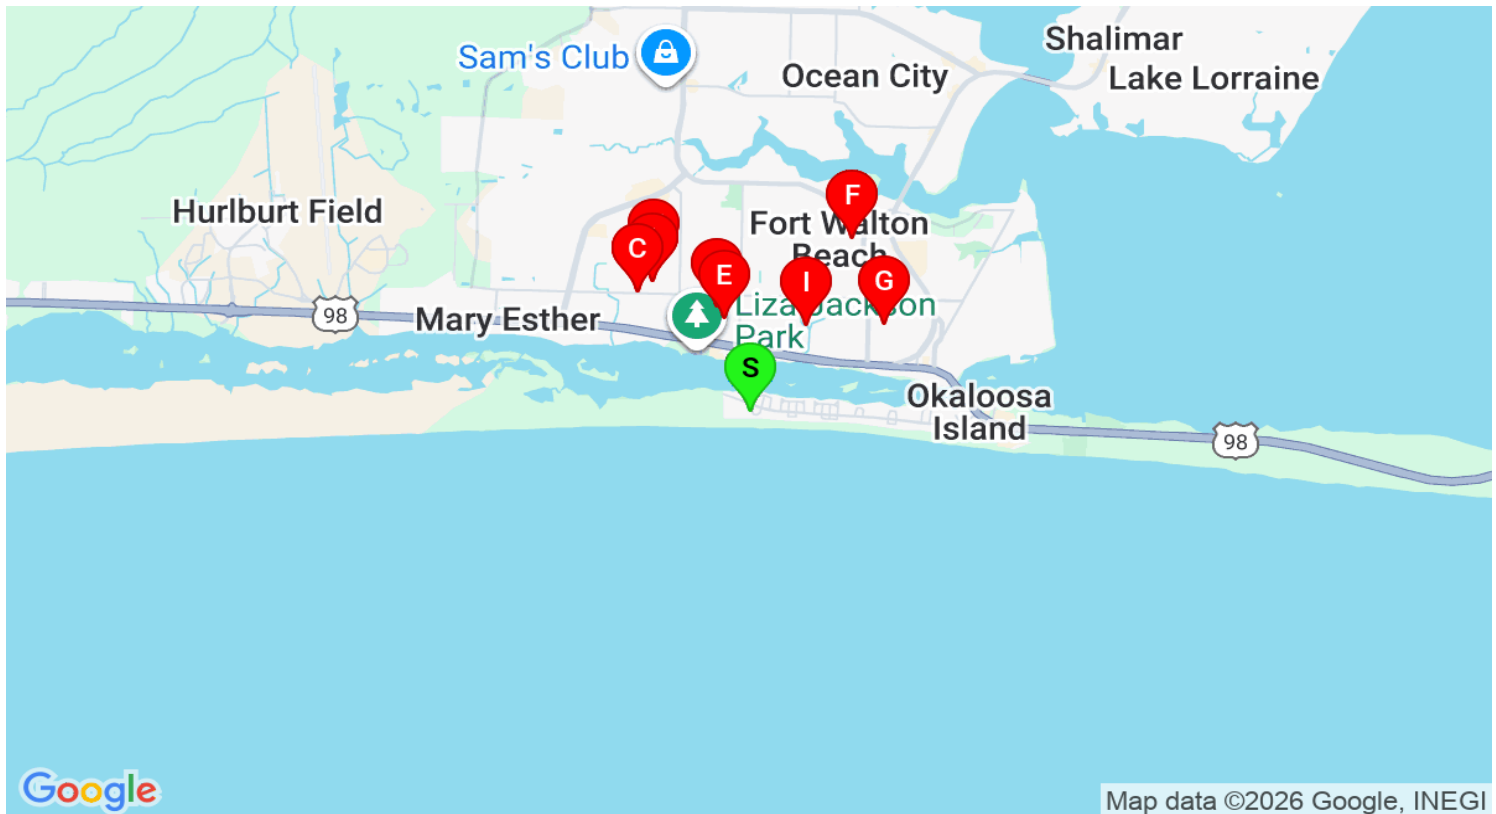 Shalimar
Sam's Club
Ocean City
Lake Lorraine
F
Hurlburt Field
Fort Walton
Beach
C
E
I
G
Liza Jackson
Park
98
Mary Esther
S
Okaloosa
Island
98
Google
Map data ©2026 Google, INEGI